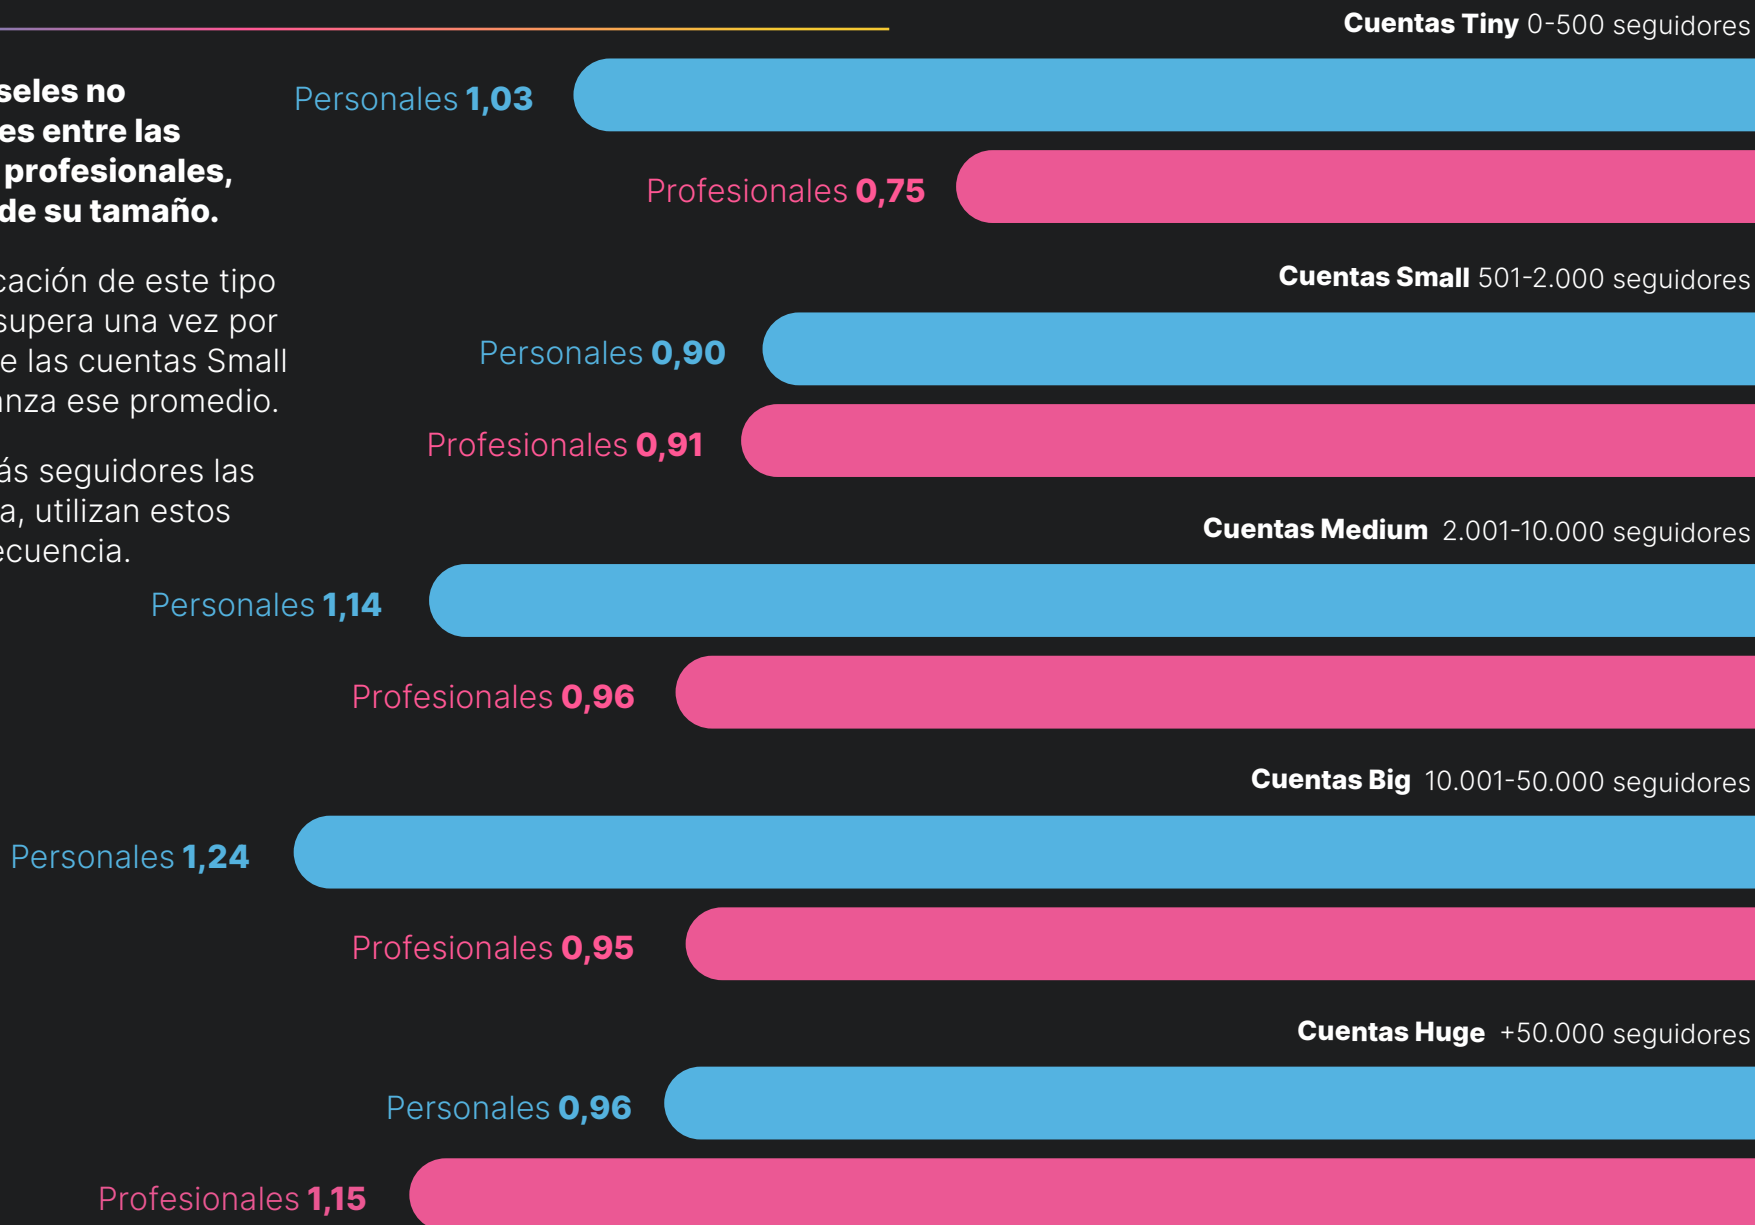 seles no
es entre las
profesionales,
de su tamaño.
cación de este tipo
supera una vez por
e las cuentas Small
anza ese promedio.
ás seguidores las
a, utilizan estos
ecuencia.
Cuentas Tiny 0-500 seguidores
Personales 1,03
Profesionales 0,75
Cuentas Small 501-2.000 seguidores
Personales 0,90
Profesionales 0,91
Cuentas Medium 2.001-10.000 seguidores
Personales 1,14
Profesionales 0,96
Cuentas Big 10.001-50.000 seguidores
Personales 1,24
Profesionales 0,95
Cuentas Huge +50.000 seguidores
Personales 0,96
Profesionales 1,15